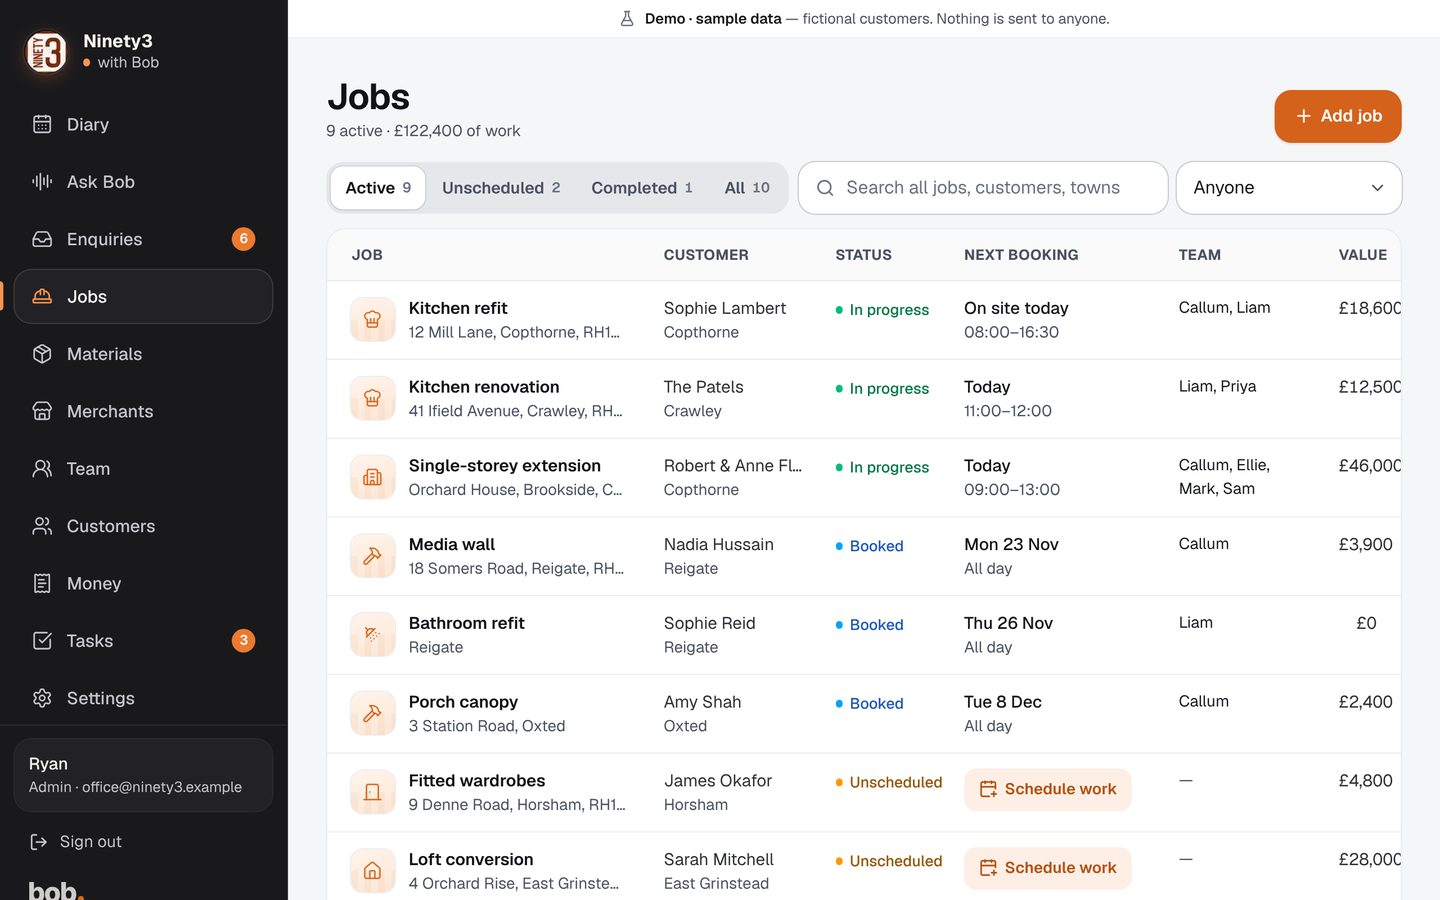 NINETY 3
Ninety3
with Bob
Diary
Ask Bob
Enquiries 6
Jobs
Materials
Merchants
Team
Customers
Money
Tasks 3
Settings
Ryan
Admin · office@ninety3.example
Sign out
bob.
Demo · sample data — fictional customers. Nothing is sent to anyone.
Jobs
9 active · £122,400 of work
+ Add job
Active 9 Unscheduled 2 Completed 1 All 10
Search all jobs, customers, towns
Anyone
JOB CUSTOMER STATUS NEXT BOOKING TEAM VALUE
Kitchen refit Sophie Lambert In progress On site today Callum, Liam £18,600
12 Mill Lane, Copthorne, RH1... Copthorne 08:00–16:30
Kitchen renovation The Patels In progress Today Liam, Priya £12,500
41 Ifield Avenue, Crawley, RH... Crawley 11:00–12:00
Single-storey extension Robert & Anne Fl... In progress Today Callum, Ellie, £46,000
Orchard House, Brookside, C... Copthorne 09:00–13:00 Mark, Sam
Media wall Nadia Hussain Booked Mon 23 Nov Callum £3,900
18 Somers Road, Reigate, RH... Reigate All day
Bathroom refit Sophie Reid Booked Thu 26 Nov Liam £0
Reigate Reigate All day
Porch canopy Amy Shah Booked Tue 8 Dec Callum £2,400
3 Station Road, Oxted Oxted All day
Fitted wardrobes James Okafor Unscheduled Schedule work — £4,800
9 Denne Road, Horsham, RH1... Horsham
Loft conversion Sarah Mitchell Unscheduled Schedule work — £28,000
4 Orchard Rise, East Grinste... East Grinstead